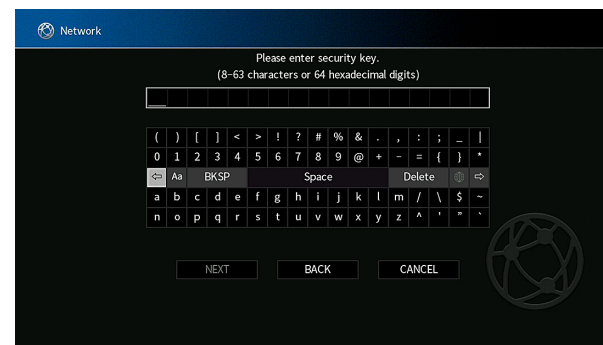 Network
Please enter security key.
(8-63 characters or 64 hexadecimal digits)
( ) [ ] < > ! ? # % & . , : ; _ |
0 1 2 3 4 5 6 7 8 9 @ + - = { } *
⇦ Aa BKSP Space Delete ⇨
a b c d e f g h i j k l m / \ $ ~
n o p q r s t u v w x y z ^ ' " `
NEXT BACK CANCEL